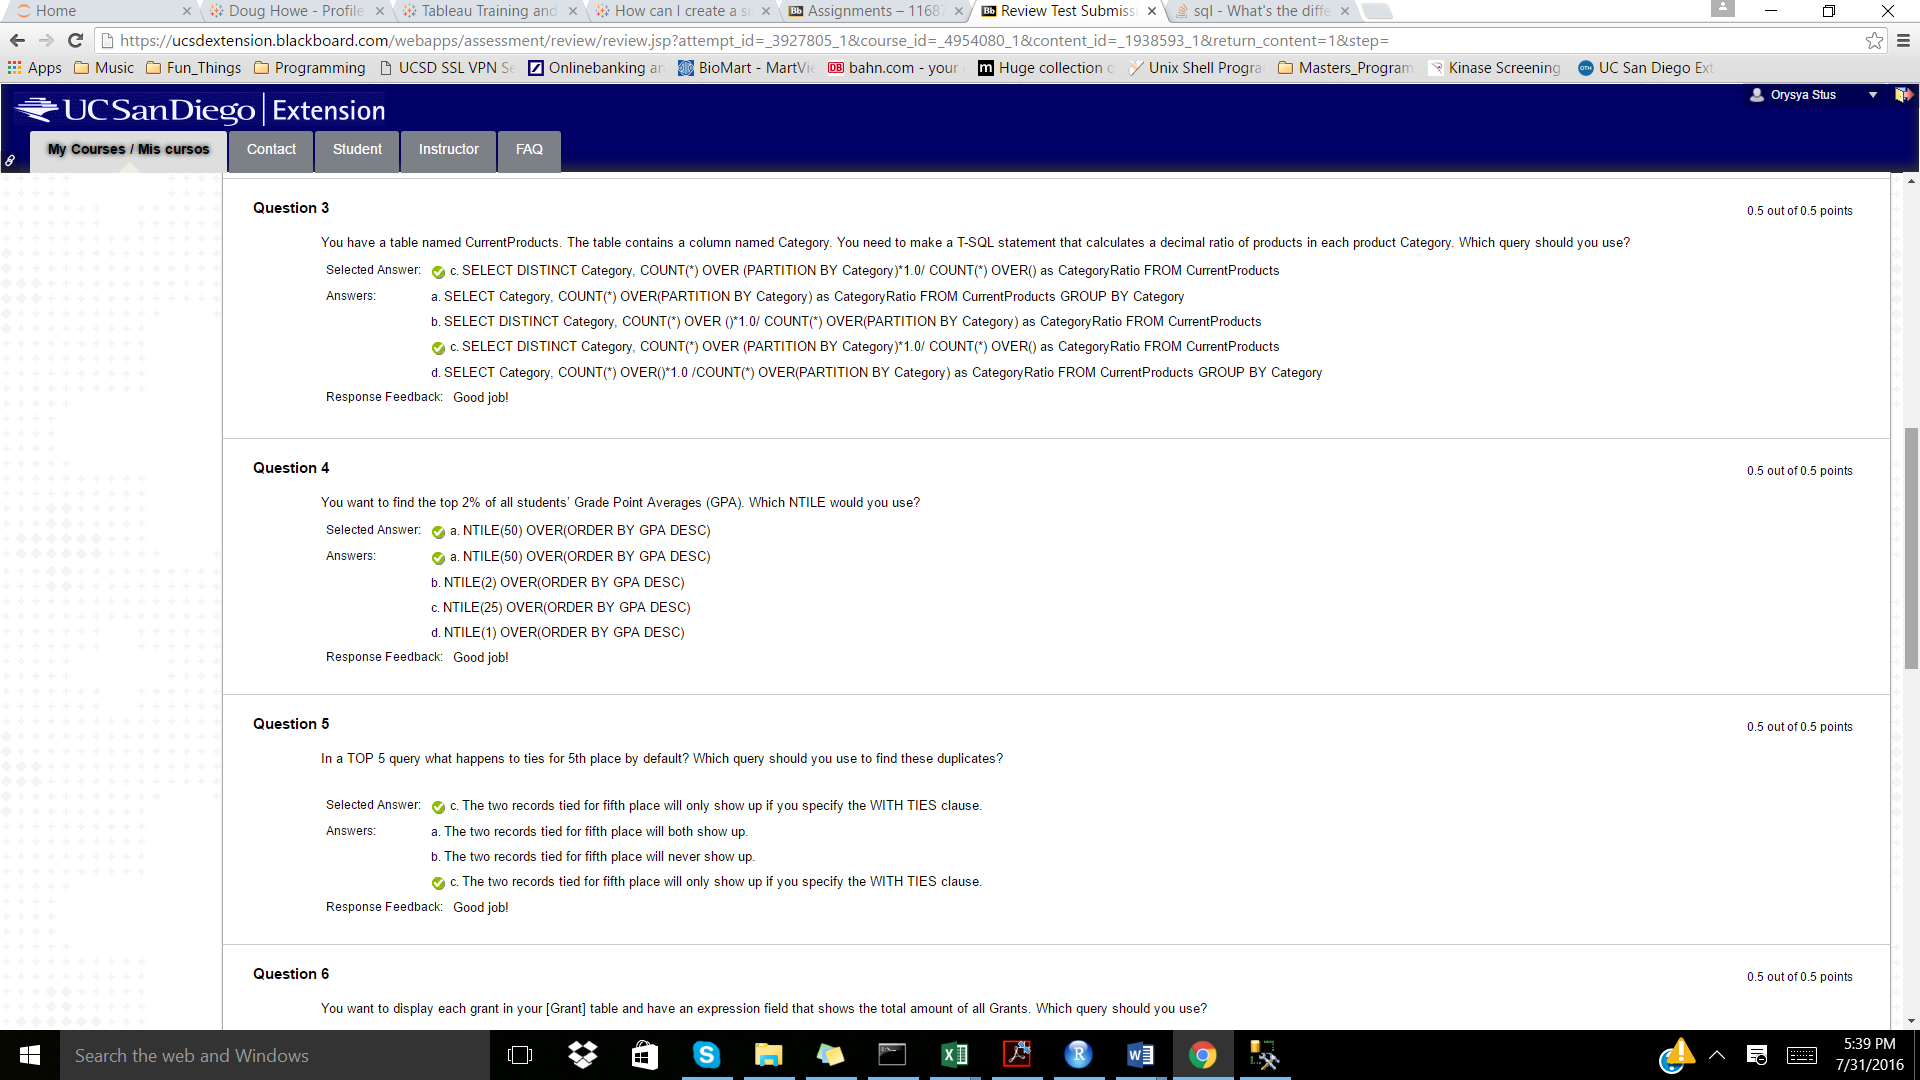 Home
Doug Howe - Profile
Tableau Training and
How can I create a si
Bb Assignments – 11687
Bb Review Test Submiss
sql - What's the diffe
https://ucsdextension.blackboard.com/webapps/assessment/review/review.jsp?attempt_id=_3927805_1&course_id=_4954080_1&content_id=_1938593_1&return_content=1&step=
Apps Music Fun_Things Programming UCSD SSL VPN Se Onlinebanking an BioMart - MartVie DB bahn.com - your m Huge collection o Unix Shell Progra Masters_Program Kinase Screening OTH UC San Diego Ext
UC San Diego Extension
Orysya Stus
My Courses / Mis cursos Contact Student Instructor FAQ
Question 3
0.5 out of 0.5 points
You have a table named CurrentProducts. The table contains a column named Category. You need to make a T-SQL statement that calculates a decimal ratio of products in each product Category. Which query should you use?
Selected Answer: c. SELECT DISTINCT Category, COUNT(*) OVER (PARTITION BY Category)*1.0/ COUNT(*) OVER() as CategoryRatio FROM CurrentProducts
Answers: a. SELECT Category, COUNT(*) OVER(PARTITION BY Category) as CategoryRatio FROM CurrentProducts GROUP BY Category
b. SELECT DISTINCT Category, COUNT(*) OVER ()*1.0/ COUNT(*) OVER(PARTITION BY Category) as CategoryRatio FROM CurrentProducts
c. SELECT DISTINCT Category, COUNT(*) OVER (PARTITION BY Category)*1.0/ COUNT(*) OVER() as CategoryRatio FROM CurrentProducts
d. SELECT Category, COUNT(*) OVER()*1.0 /COUNT(*) OVER(PARTITION BY Category) as CategoryRatio FROM CurrentProducts GROUP BY Category
Response Feedback: Good job!
Question 4
0.5 out of 0.5 points
You want to find the top 2% of all students' Grade Point Averages (GPA). Which NTILE would you use?
Selected Answer: a. NTILE(50) OVER(ORDER BY GPA DESC)
Answers: a. NTILE(50) OVER(ORDER BY GPA DESC)
b. NTILE(2) OVER(ORDER BY GPA DESC)
c. NTILE(25) OVER(ORDER BY GPA DESC)
d. NTILE(1) OVER(ORDER BY GPA DESC)
Response Feedback: Good job!
Question 5
0.5 out of 0.5 points
In a TOP 5 query what happens to ties for 5th place by default? Which query should you use to find these duplicates?
Selected Answer: c. The two records tied for fifth place will only show up if you specify the WITH TIES clause.
Answers: a. The two records tied for fifth place will both show up.
b. The two records tied for fifth place will never show up.
c. The two records tied for fifth place will only show up if you specify the WITH TIES clause.
Response Feedback: Good job!
Question 6
0.5 out of 0.5 points
You want to display each grant in your [Grant] table and have an expression field that shows the total amount of all Grants. Which query should you use?
Search the web and Windows
5:39 PM
7/31/2016